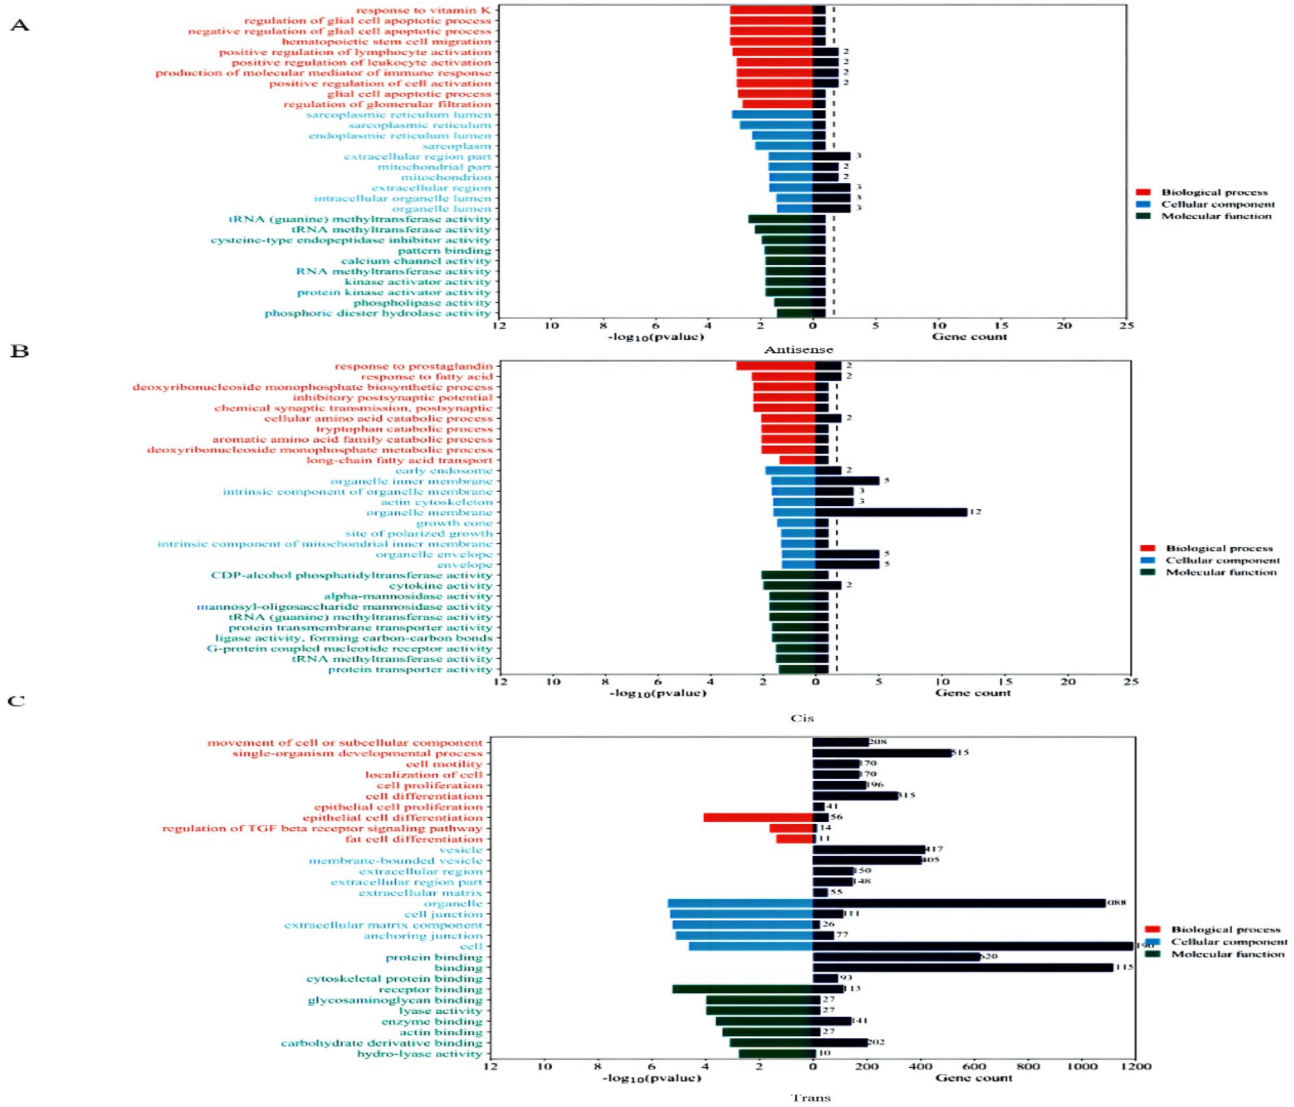 A
response to vitamin K
regulation of glial cell apoptotic process
negative regulation of glial cell apoptotic process
hematopoietic stem cell migration
positive regulation of lymphocyte activation 2
positive regulation of leukocyte activation 2
production of molecular mediator of immune response 2
positive regulation of cell activation 2
glial cell apoptotic process
regulation of glomerular filtration
sarcoplasmic reticulum lumen
sarcoplasmic reticulum
endoplasmic reticulum lumen
sarcoplasm
extracellular region part 3
mitochondrial part 2
mitochondrion 2
extracellular region 3
intracellular organelle lumen 3
organelle lumen 3
tRNA (guanine) methyltransferase activity
tRNA methyltransferase activity
cysteine-type endopeptidase inhibitor activity
pattern binding
calcium channel activity
RNA methyltransferase activity
kinase activator activity
protein kinase activator activity
phospholipase activity
phosphoric diester hydrolase activity
Biological process
Cellular component
Molecular function
12 10 8 6 4 2 0 5 10 15 20 25
-log10(pvalue) Gene count
Antisense
B
response to prostaglandin 2
response to fatty acid 2
deoxyribonucleoside monophosphate biosynthetic process
inhibitory postsynaptic potential
chemical synaptic transmission, postsynaptic
cellular amino acid catabolic process 2
tryptophan catabolic process
aromatic amino acid family catabolic process
deoxyribonucleoside monophosphate metabolic process
long-chain fatty acid transport
early endosome 2
organelle inner membrane 5
intrinsic component of organelle membrane 3
actin cytoskeleton 3
organelle membrane 12
growth cone
site of polarized growth
intrinsic component of mitochondrial inner membrane
organelle envelope 5
envelope 5
CDP-alcohol phosphatidyltransferase activity
cytokine activity 2
alpha-mannosidase activity
mannosyl-oligosaccharide mannosidase activity
tRNA (guanine) methyltransferase activity
protein transmembrane transporter activity
ligase activity, forming carbon-carbon bonds
G-protein coupled nucleotide receptor activity
tRNA methyltransferase activity
protein transporter activity
Biological process
Cellular component
Molecular function
12 10 8 6 4 2 0 5 10 15 20 25
-log10(pvalue) Gene count
Cis
C
movement of cell or subcellular component 208
single-organism developmental process 515
cell motility 170
localization of cell 170
cell proliferation 196
cell differentiation 315
epithelial cell proliferation 41
epithelial cell differentiation 56
regulation of TGF beta receptor signaling pathway 14
fat cell differentiation 11
vesicle 417
membrane-bounded vesicle 405
extracellular region 150
extracellular region part 148
extracellular matrix 55
organelle
cell junction 111
extracellular matrix component 26
anchoring junction 77
cell
protein binding 620
binding
cytoskeletal protein binding 93
receptor binding 113
glycosaminoglycan binding 27
lyase activity 27
enzyme binding 141
actin binding 27
carbohydrate derivative binding 202
hydro-lyase activity 10
Biological process
Cellular component
Molecular function
12 10 8 6 4 2 0 200 400 600 800 1000 1200
-log10(pvalue) Gene count
Trans